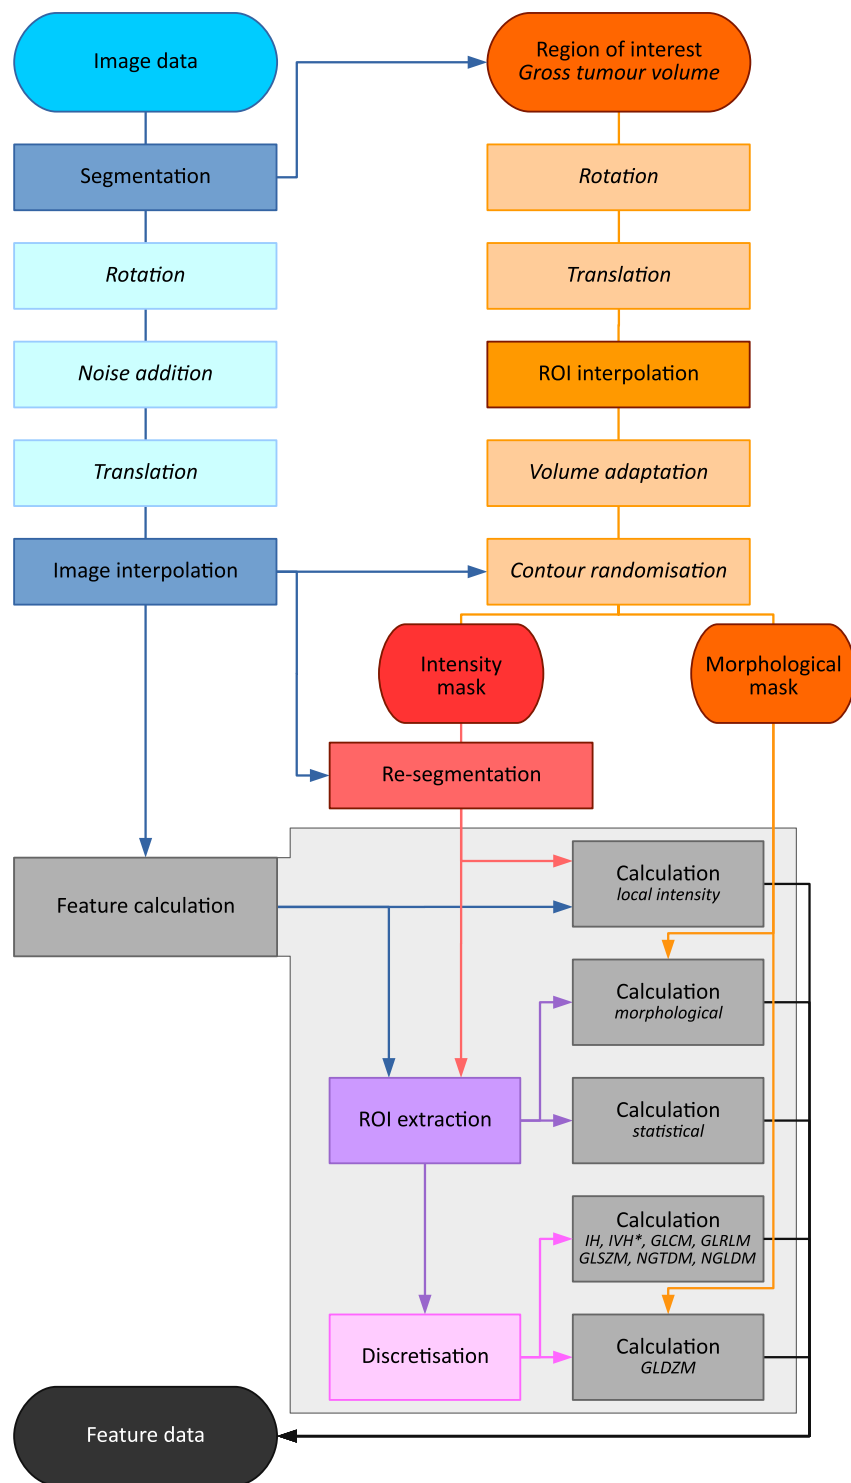 Image data
Region of interest
Gross tumour volume
Segmentation
Rotation
Rotation
Translation
Noise addition
ROI interpolation
Translation
Volume adaptation
Image interpolation
Contour randomisation
Intensity
mask
Morphological
mask
Re-segmentation
Feature calculation
Calculation
local intensity
Calculation
morphological
ROI extraction
Calculation
statistical
Calculation
IH, IVH*, GLCM, GLRLM
GLSZM, NGTDM, NGLDM
Discretisation
Calculation
GLDZM
Feature data